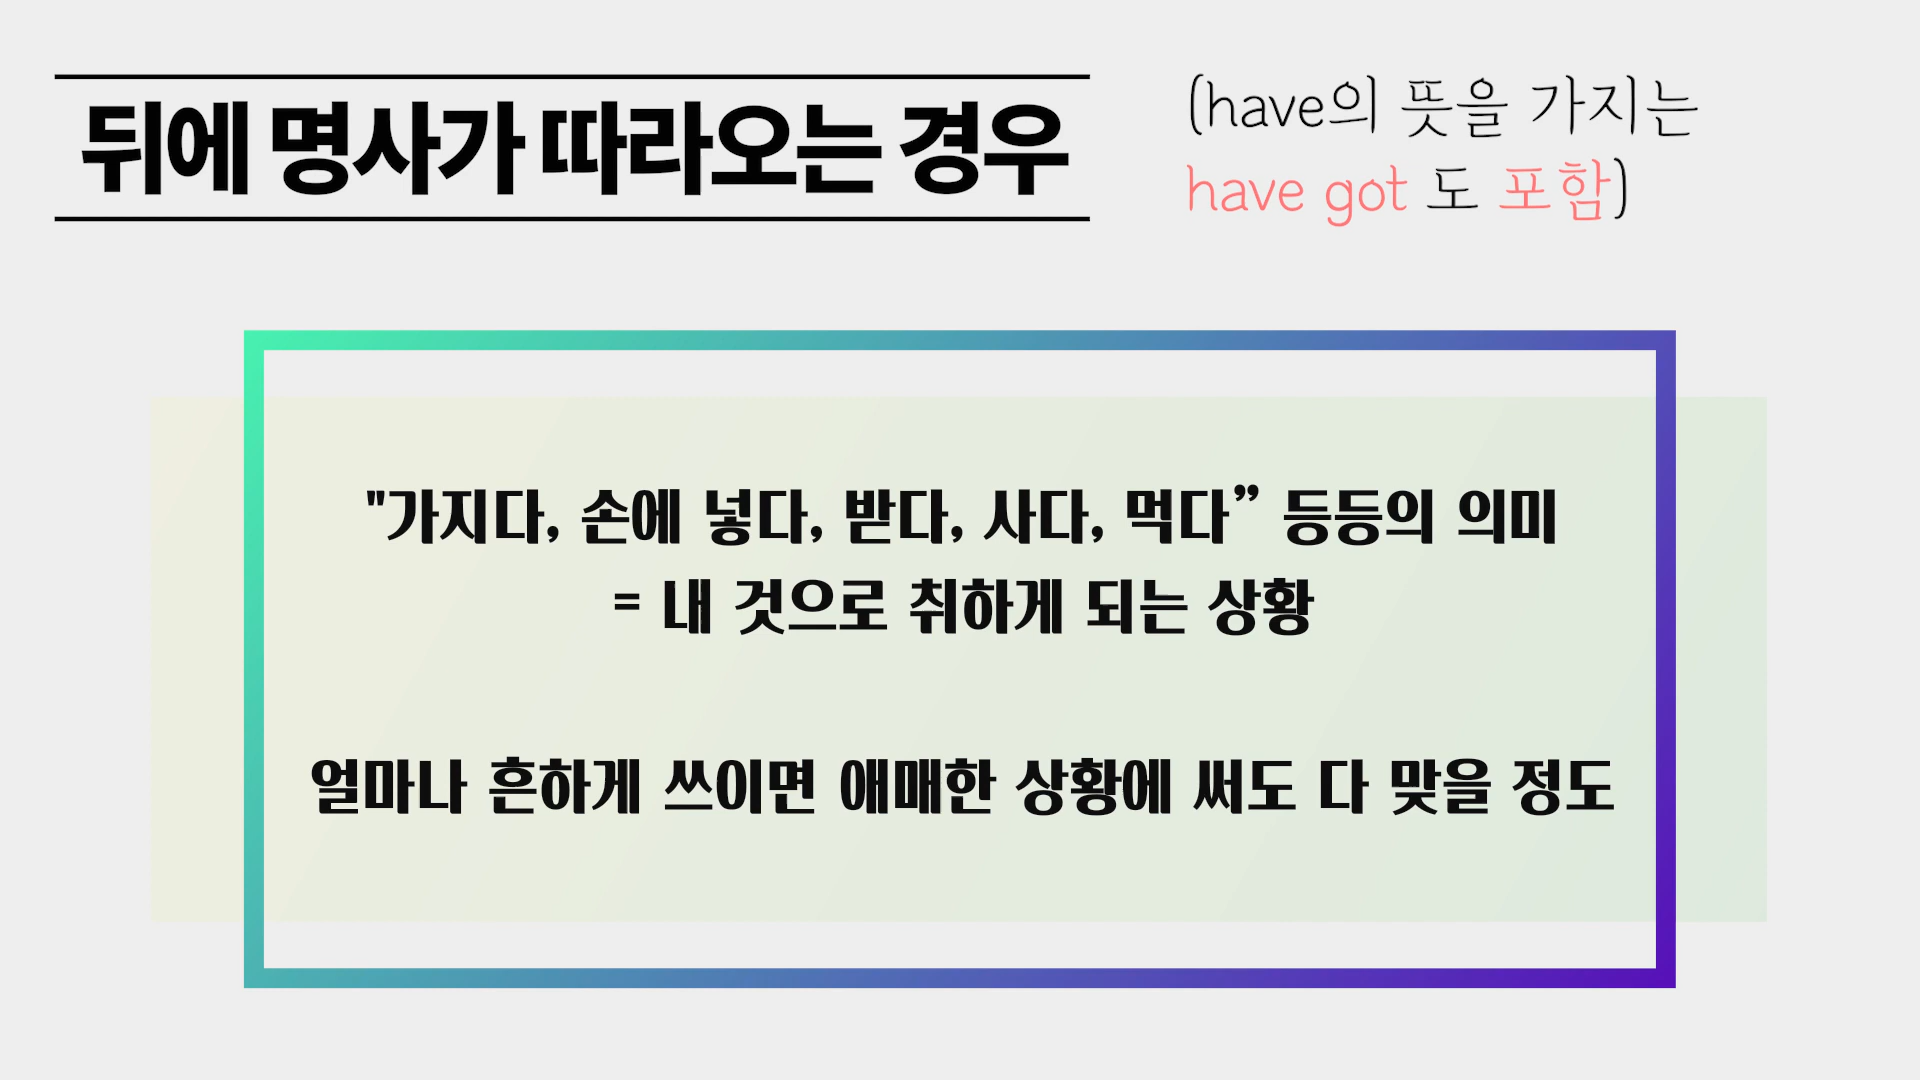 뒤에 명사가 따라오는 경우
(have의 뜻을 가지는
have got 도 포함)
"가지다, 손에 넣다, 받다, 사다, 먹다” 등등의 의미
= 내 것으로 취하게 되는 상황
얼마나 흔하게 쓰이면 애매한 상황에 써도 다 맞을 정도